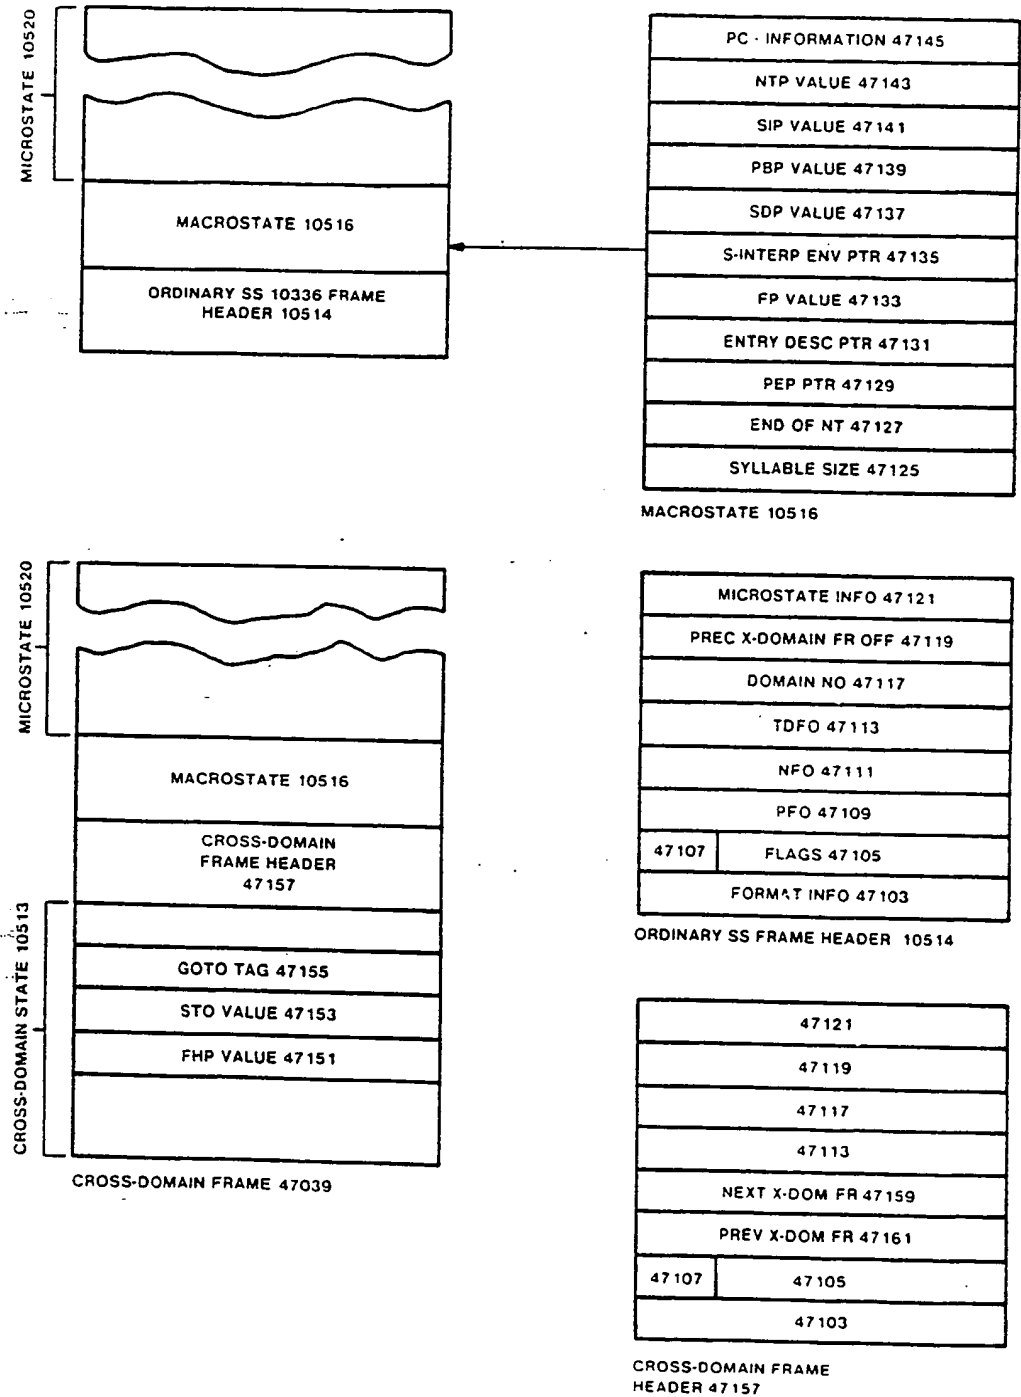 MICROSTATE 10520
MACROSTATE 10516
ORDINARY SS 10336 FRAME
HEADER 10514
PC - INFORMATION 47145
NTP VALUE 47143
SIP VALUE 47141
PBP VALUE 47139
SDP VALUE 47137
S-INTERP ENV PTR 47135
FP VALUE 47133
ENTRY DESC PTR 47131
PEP PTR 47129
END OF NT 47127
SYLLABLE SIZE 47125
MACROSTATE 10516
MICROSTATE 10520
MACROSTATE 10516
CROSS-DOMAIN
FRAME HEADER
47157
CROSS-DOMAIN STATE 10513
GOTO TAG 47155
STO VALUE 47153
FHP VALUE 47151
CROSS-DOMAIN FRAME 47039
MICROSTATE INFO 47121
PREC X-DOMAIN FR OFF 47119
DOMAIN NO 47117
TDFO 47113
NFO 47111
PFO 47109
47107 FLAGS 47105
FORMAT INFO 47103
ORDINARY SS FRAME HEADER 10514
47121
47119
47117
47113
NEXT X-DOM FR 47159
PREV X-DOM FR 47161
47107 47105
47103
CROSS-DOMAIN FRAME
HEADER 47157